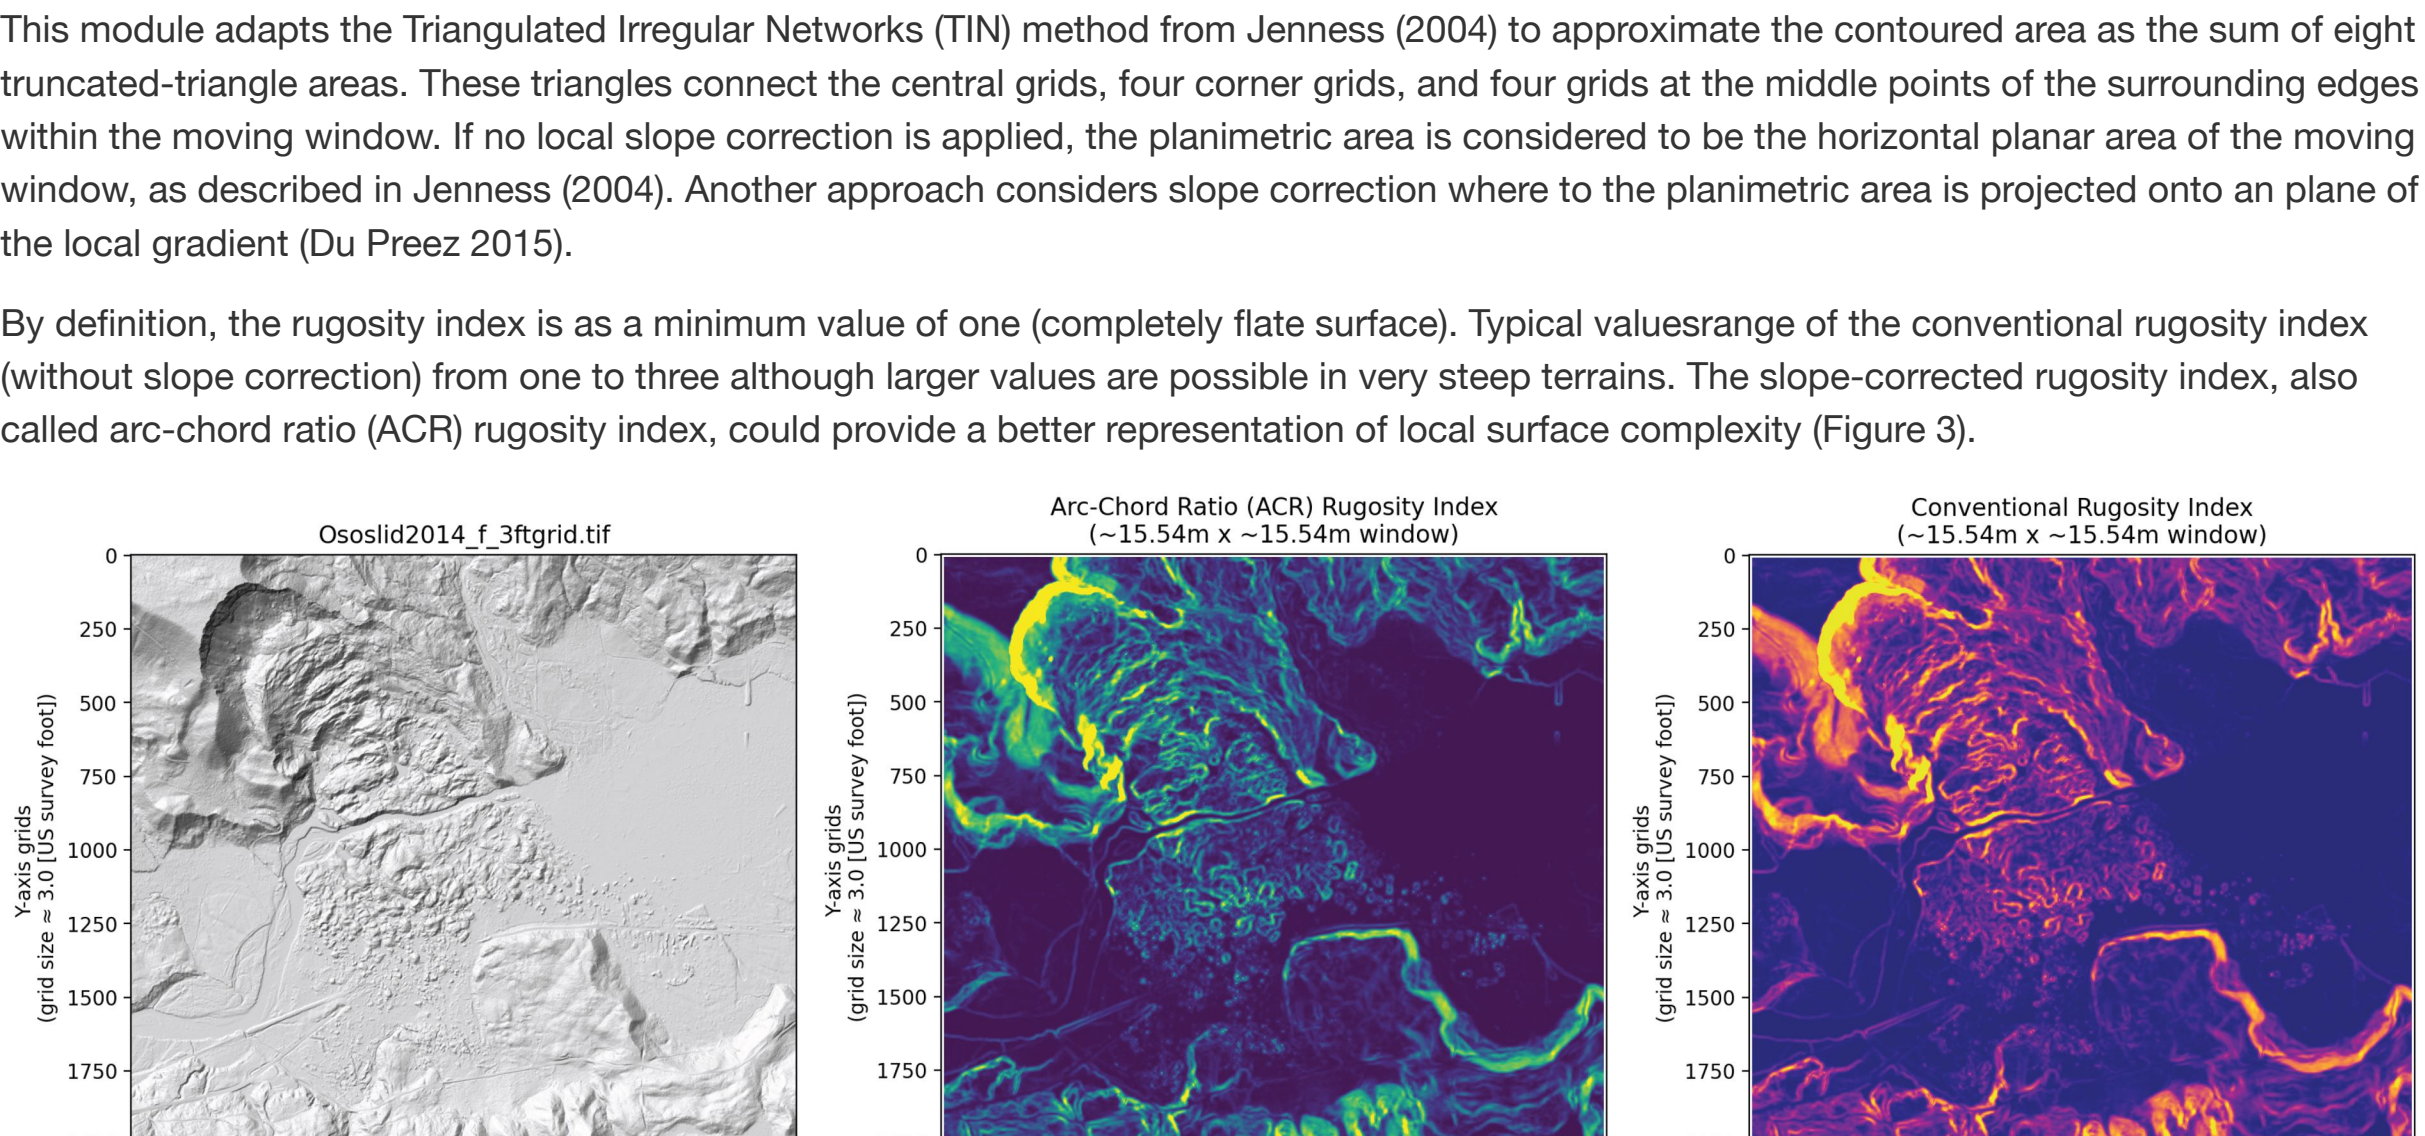 This module adapts the Triangulated Irregular Networks (TIN) method from Jenness (2004) to approximate the contoured area as the sum of eight
truncated-triangle areas. These triangles connect the central grids, four corner grids, and four grids at the middle points of the surrounding edges
within the moving window. If no local slope correction is applied, the planimetric area is considered to be the horizontal planar area of the moving
window, as described in Jenness (2004). Another approach considers slope correction where to the planimetric area is projected onto an plane of
the local gradient (Du Preez 2015).
By definition, the rugosity index is as a minimum value of one (completely flate surface). Typical valuesrange of the conventional rugosity index
(without slope correction) from one to three although larger values are possible in very steep terrains. The slope-corrected rugosity index, also
called arc-chord ratio (ACR) rugosity index, could provide a better representation of local surface complexity (Figure 3).
Ososlid2014_f_3ftgrid.tif
0
250
500
750
1000
1250
1500
1750
Y-axis grids
(grid size ≈ 3.0 [US survey foot])
Arc-Chord Ratio (ACR) Rugosity Index
(~15.54m x ~15.54m window)
0
250
500
750
1000
1250
1500
1750
Y-axis grids
(grid size ≈ 3.0 [US survey foot])
Conventional Rugosity Index
(~15.54m x ~15.54m window)
0
250
500
750
1000
1250
1500
1750
Y-axis grids
(grid size ≈ 3.0 [US survey foot])